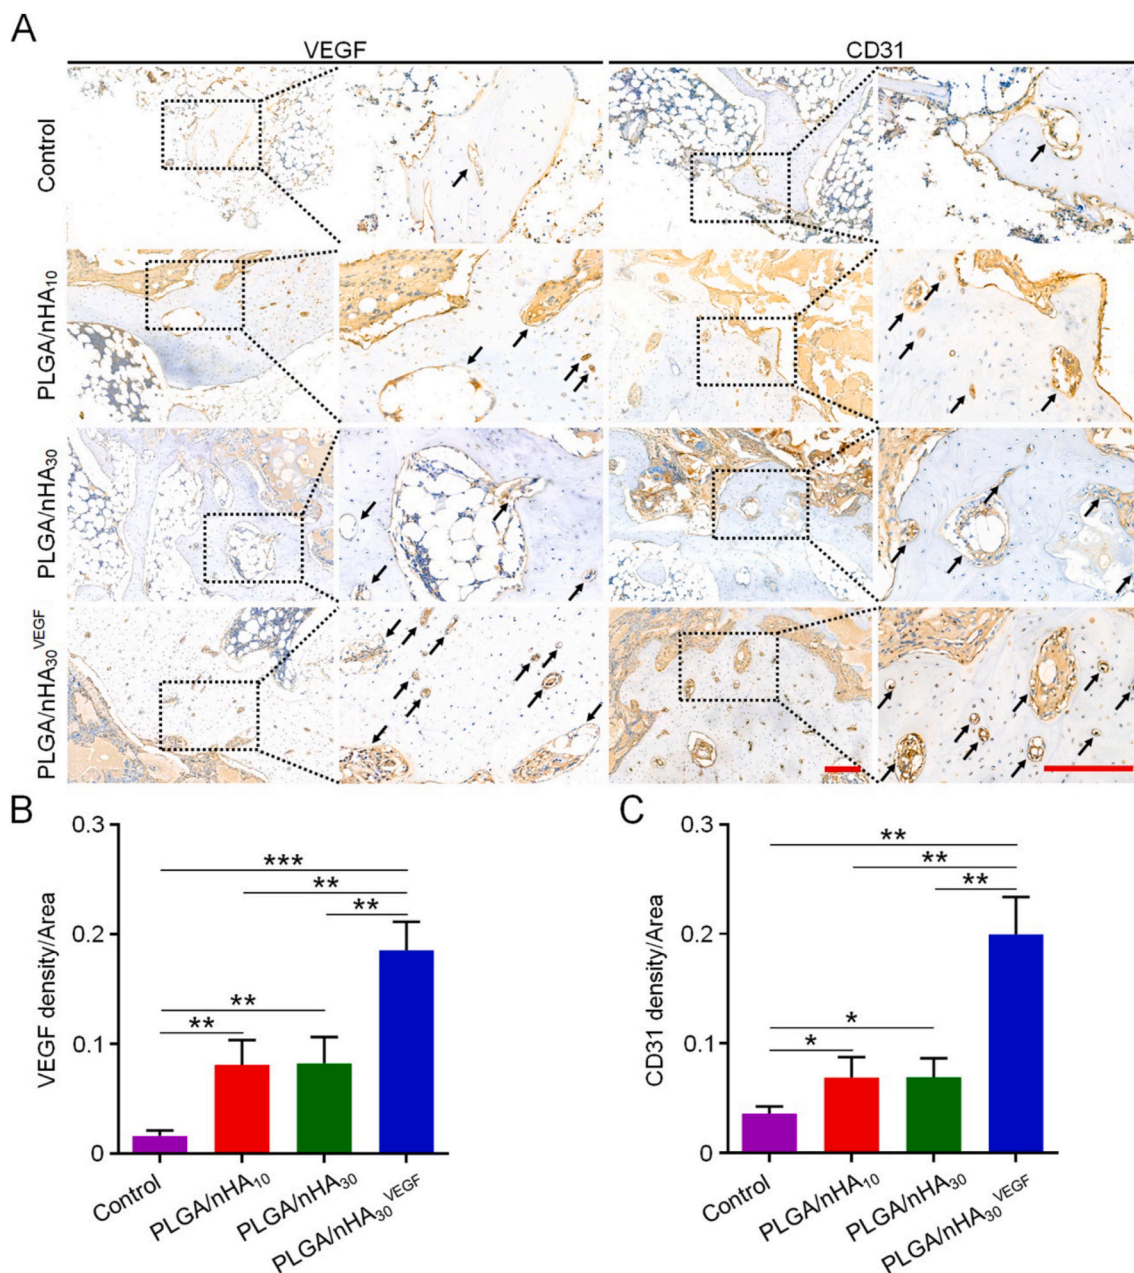 A
VEGF CD31
Control
PLGA/nHA10
PLGA/nHA30
PLGA/nHA30VEGF
B
VEGF density/Area
0.3
0.2
0.1
0
***
**
**
**
**
Control
PLGA/nHA10
PLGA/nHA30
PLGA/nHA30VEGF
C
CD31 density/Area
0.3
0.2
0.1
0
**
**
**
*
*
Control
PLGA/nHA10
PLGA/nHA30
PLGA/nHA30VEGF